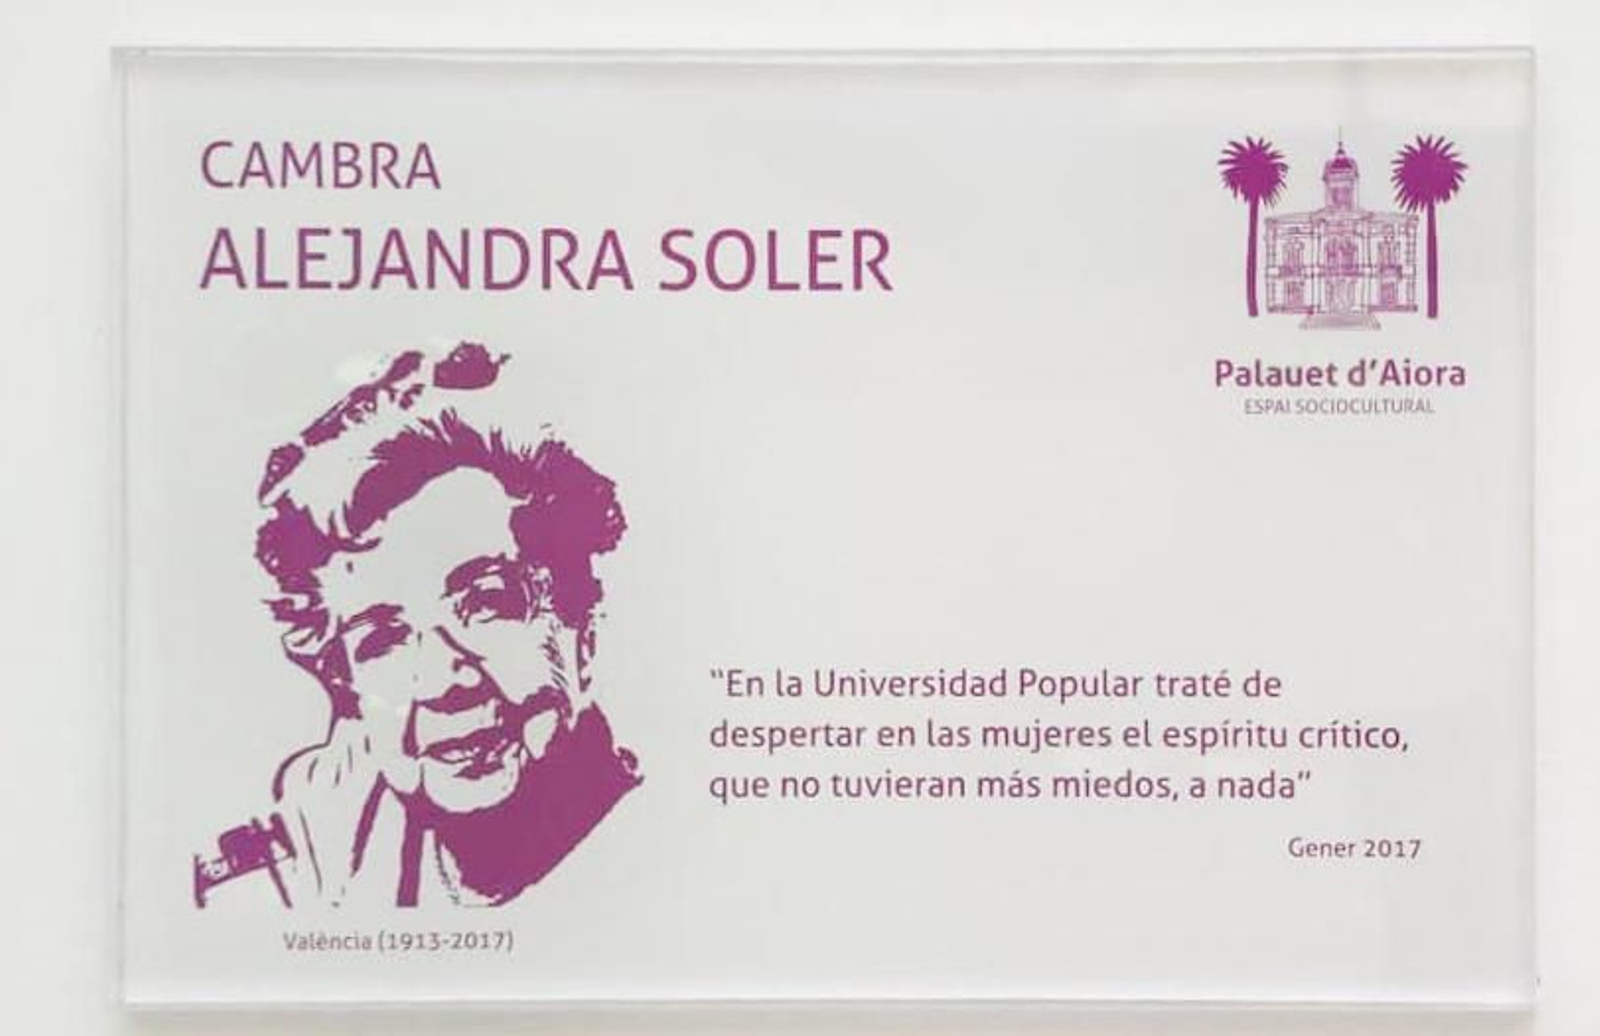 CAMBRA
ALEJANDRA SOLER
Palauet d'Aiora
ESPAI SOCIOCULTURAL
“En la Universidad Popular traté de
despertar en las mujeres el espíritu crítico,
que no tuvieran más miedos, a nada”
Gener 2017
València (1913-2017)